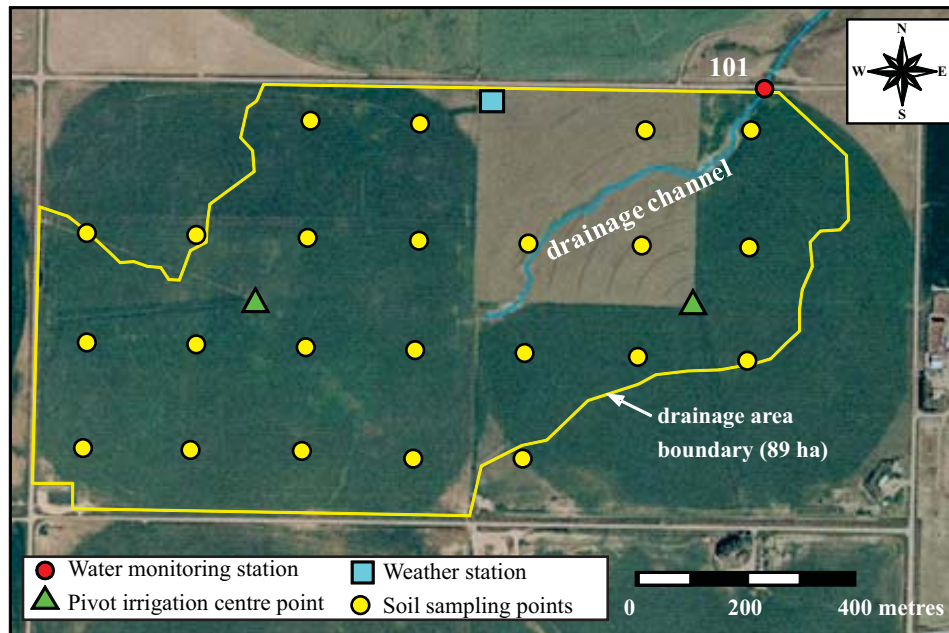 N
W E
S
101
drainage channel
drainage area
boundary (89 ha)
Water monitoring station
Weather station
Pivot irrigation centre point
Soil sampling points
0 200 400 metres